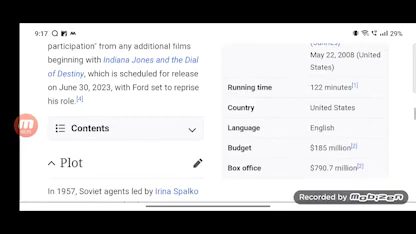 9:17
29%
participation' from any additional films
beginning with Indiana Jones and the Dial
of Destiny, which is scheduled for release
on June 30, 2023, with Ford set to reprise
his role.[4]
Contents
Plot
In 1957, Soviet agents led by Irina Spalko
(Cannes)
May 22, 2008 (United
States)
Running time 122 minutes[1]
Country United States
Language English
Budget $185 million[2]
Box office $790.7 million[2]
Recorded by Mobizen